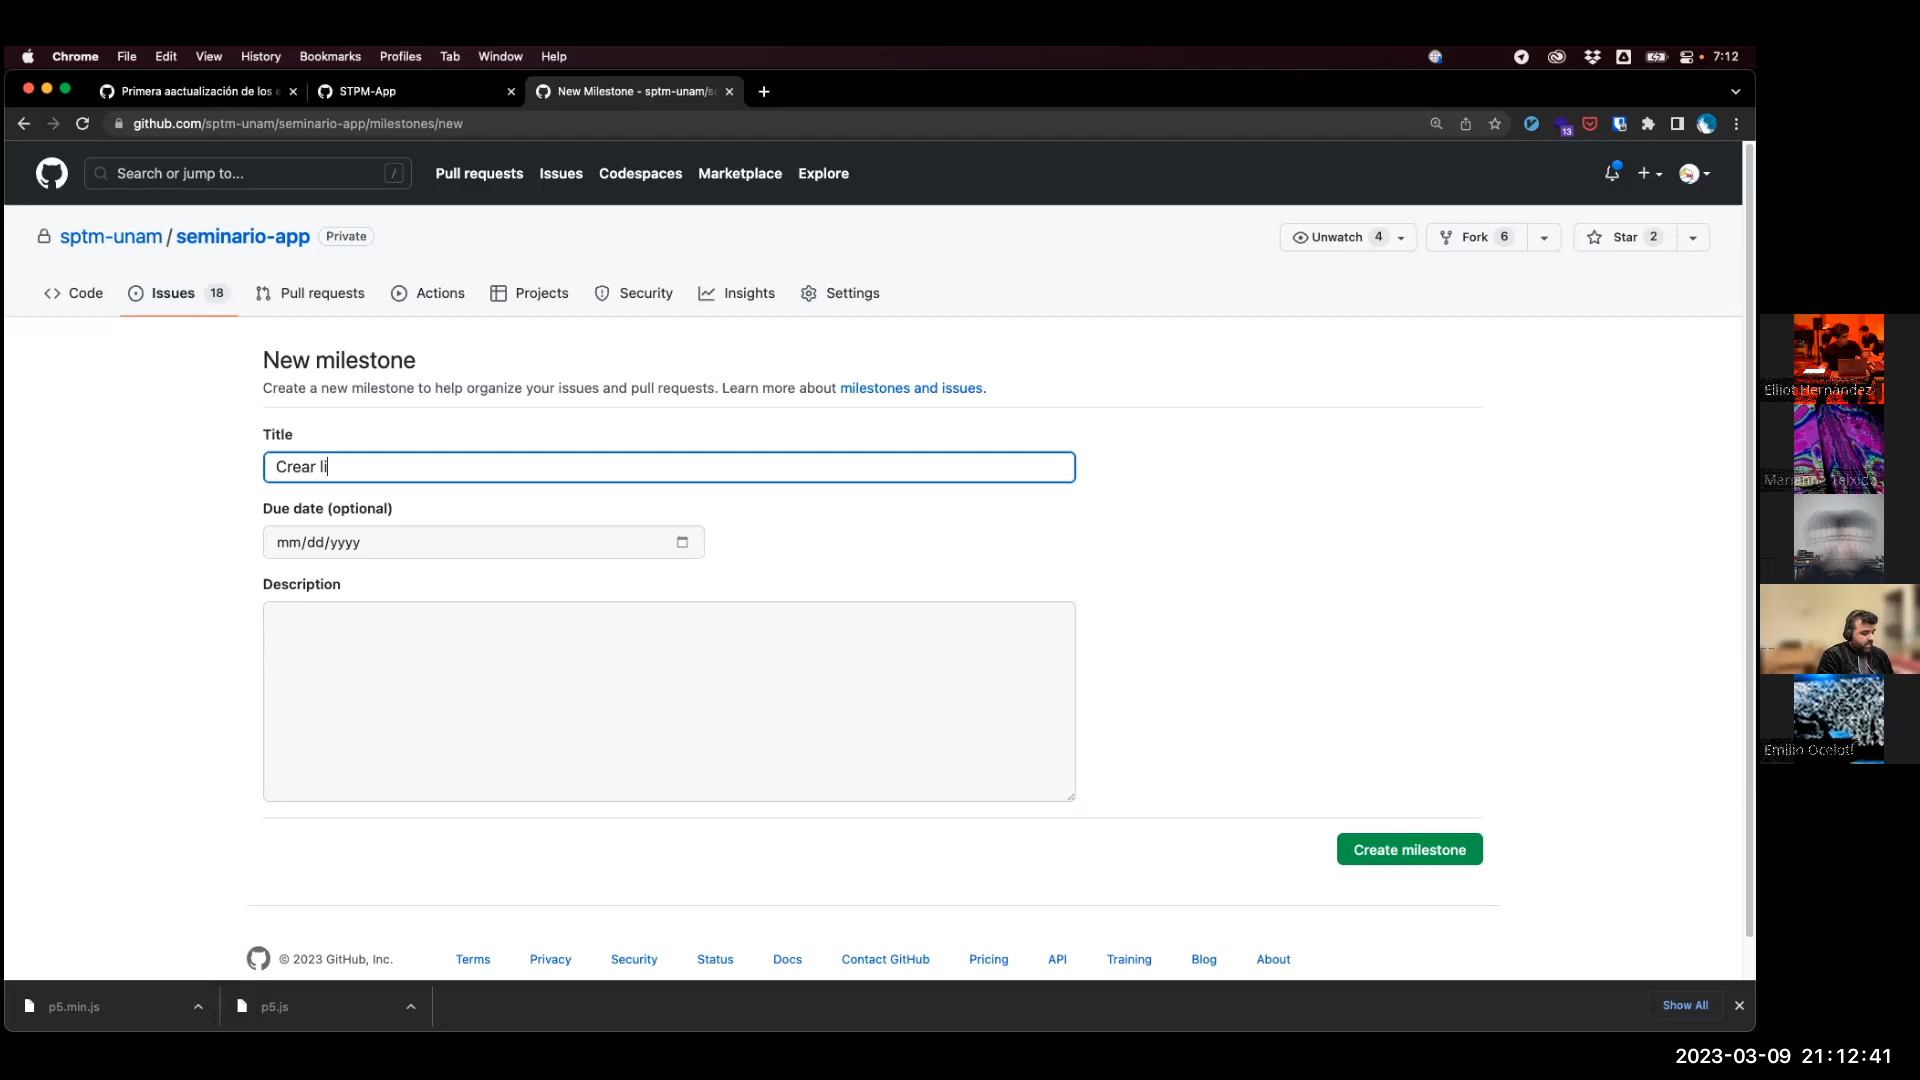 Chrome File Edit View History Bookmarks Profiles Tab Window Help 7:12
Primera aactualización de los e STPM-App New Milestone - sptm-unam/se
github.com/sptm-unam/seminario-app/milestones/new 13
Search or jump to... / Pull requests Issues Codespaces Marketplace Explore
sptm-unam / seminario-app Private Unwatch 4 Fork 6 Star 2
Code Issues 18 Pull requests Actions Projects Security Insights Settings
New milestone
Create a new milestone to help organize your issues and pull requests. Learn more about milestones and issues.
Title
Crear li
Due date (optional)
mm/dd/yyyy
Description
Create milestone
© 2023 GitHub, Inc. Terms Privacy Security Status Docs Contact GitHub Pricing API Training Blog About
p5.min.js p5.js Show All
Elliot Hernández
Marianne Teixido
Emilio Ocelotl
2023-03-09 21:12:41